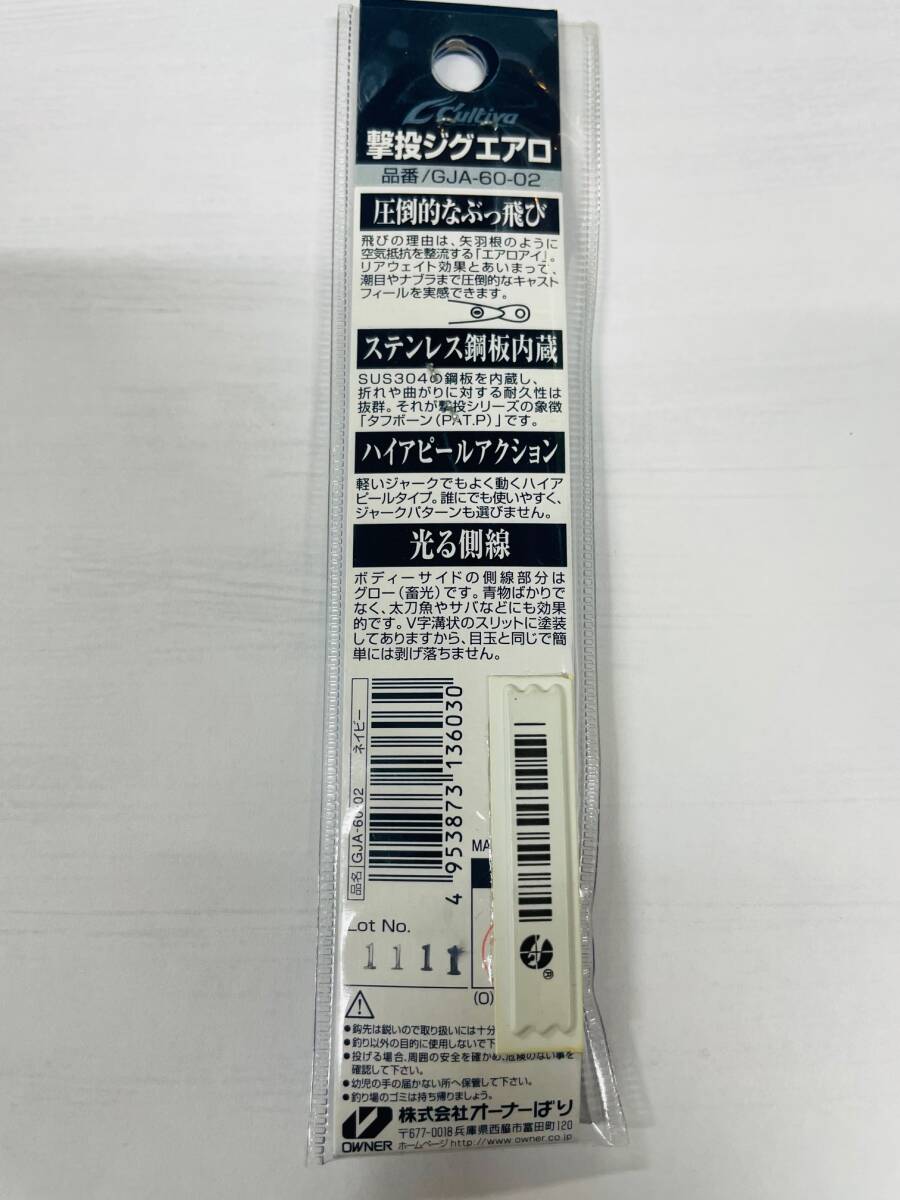 Cultiva
撃投ジグエアロ
品番/GJA-60-02
圧倒的なぶっ飛び
飛びの理由は、矢羽根のように
空気抵抗を整流する「エアロアイ」。
リアウェイト効果とあいまって、
潮目やナブラまで圧倒的なキャスト
フィールを実感できます。
ステンレス鋼板内蔵
SUS304の鋼板を内蔵し、
折れや曲がりに対する耐久性は
抜群。それが撃投シリーズの象徴
「タフボーン(PAT.P)」です。
ハイアピールアクション
軽いジャークでもよく動くハイア
ピールタイプ。誰にでも使いやすく、
ジャークパターンも選びません。
光る側線
ボディーサイドの側線部分は
グロー(畜光)です。青物ばかりで
なく、太刀魚やサバなどにも効果
的です。V字溝状のスリットに塗装
してありますから、目玉と同じで簡
単には剥げ落ちません。
品名 GJA-60-02 ネイビー
4 953873 136030
MA
Lot No.
1111
(O)
●鈎先は鋭いので取り扱いには十分
●釣り以外の目的に使用しないで下
●投げる場合、周囲の安全を確かめ、危険のない事を
確認して下さい。
●幼児の手の届かない所へ保管して下さい。
●釣り場のゴミは持ち帰りましょう。
OWNER
株式会社オーナーばり
〒677-0018兵庫県西脇市富田町120
ホームページ http://www.owner.co.jp